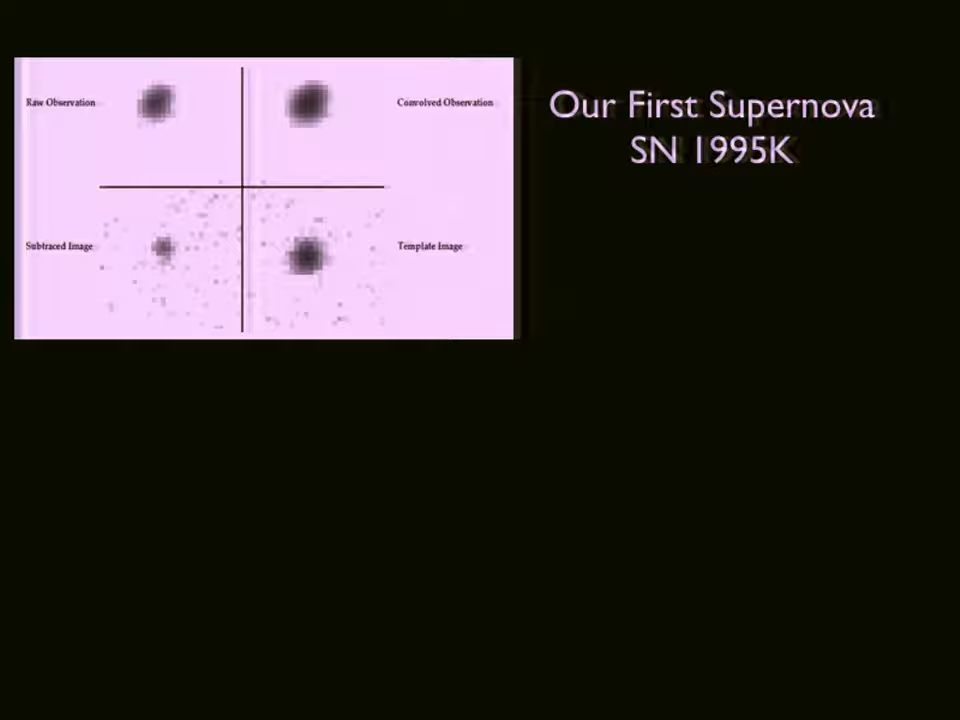 Raw Observation
Convolved Observation
Our First Supernova
SN 1995K
Subtraced Image
Template Image